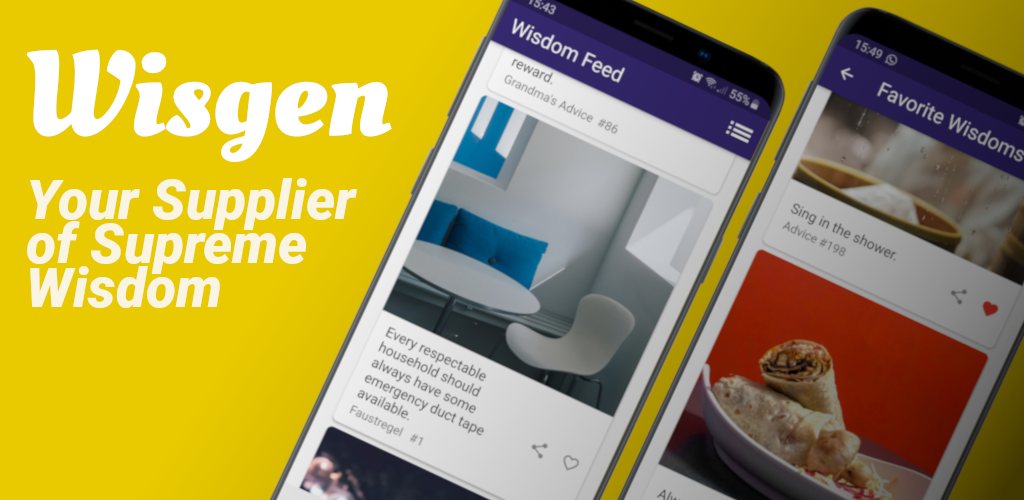 Wisgen
Your Supplier
of Supreme
Wisdom
15:43
55%
Wisdom Feed
reward.
Grandma's Advice #86
Every respectable
household should
always have some
emergency duct tape
available.
Faustregel #1
15:49
Favorite Wisdoms
Sing in the shower.
Advice #198